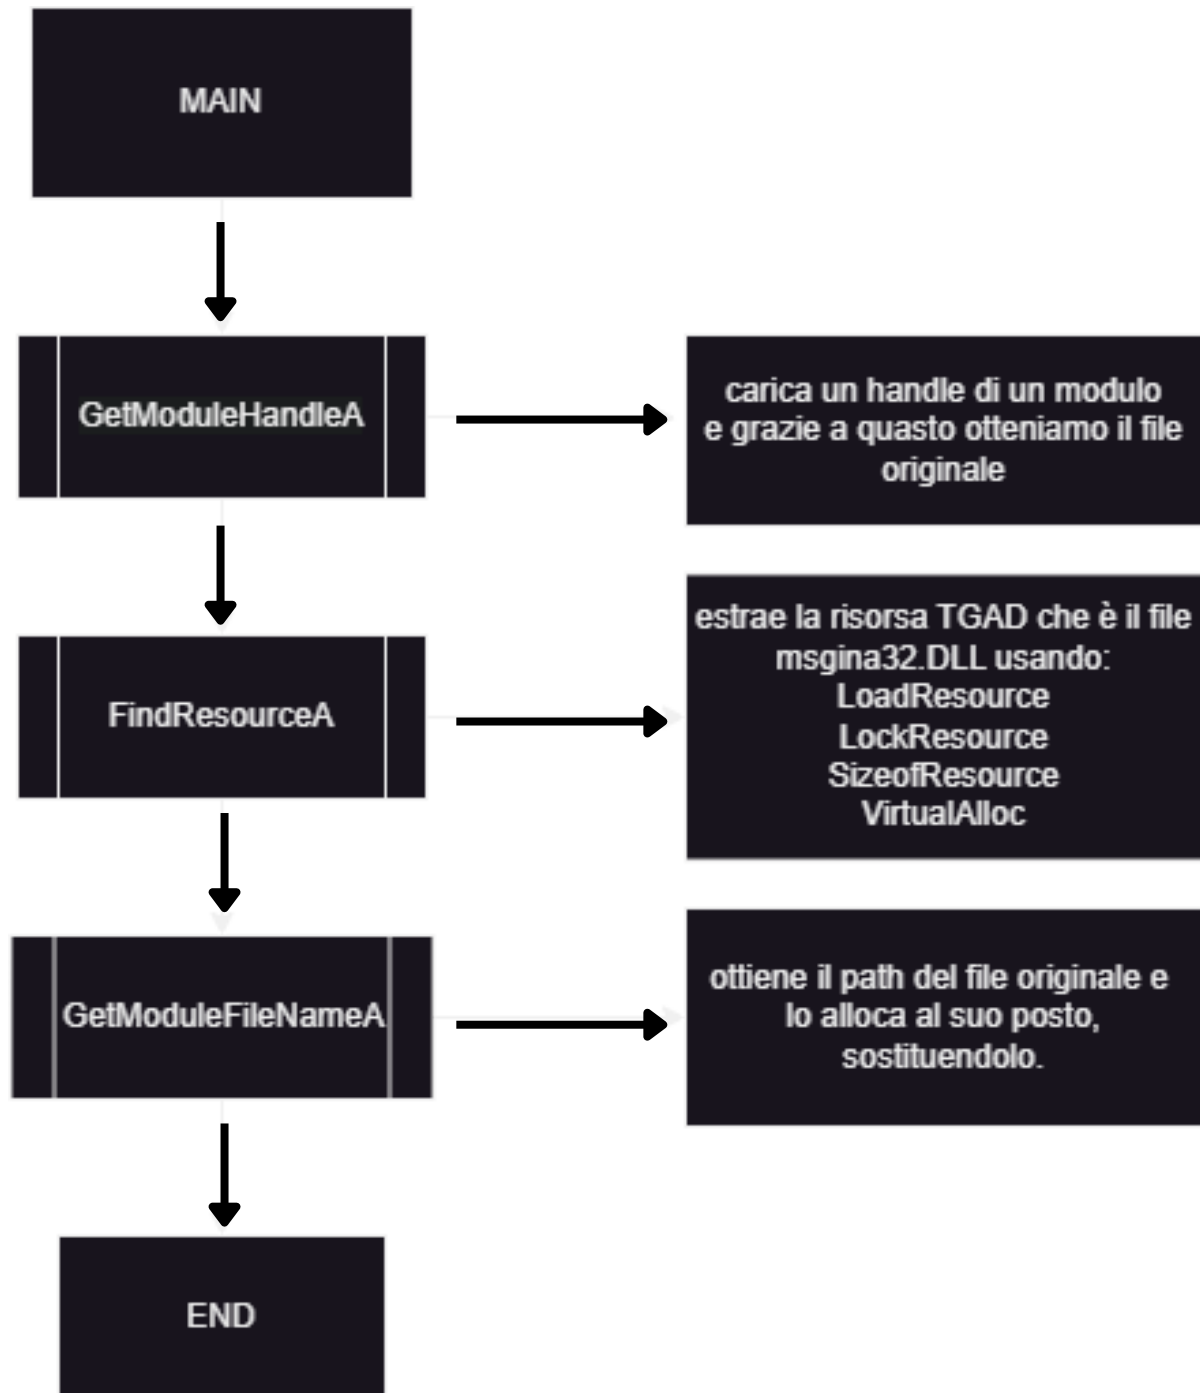 MAIN
GetModuleHandleA
carica un handle di un modulo
e grazie a quasto otteniamo il file
originale
FindResourceA
estrae la risorsa TGAD che è il file
msgina32.DLL usando:
LoadResource
LockResource
SizeofResource
VirtualAlloc
GetModuleFileNameA
ottiene il path del file originale e
lo alloca al suo posto,
sostituendolo.
END